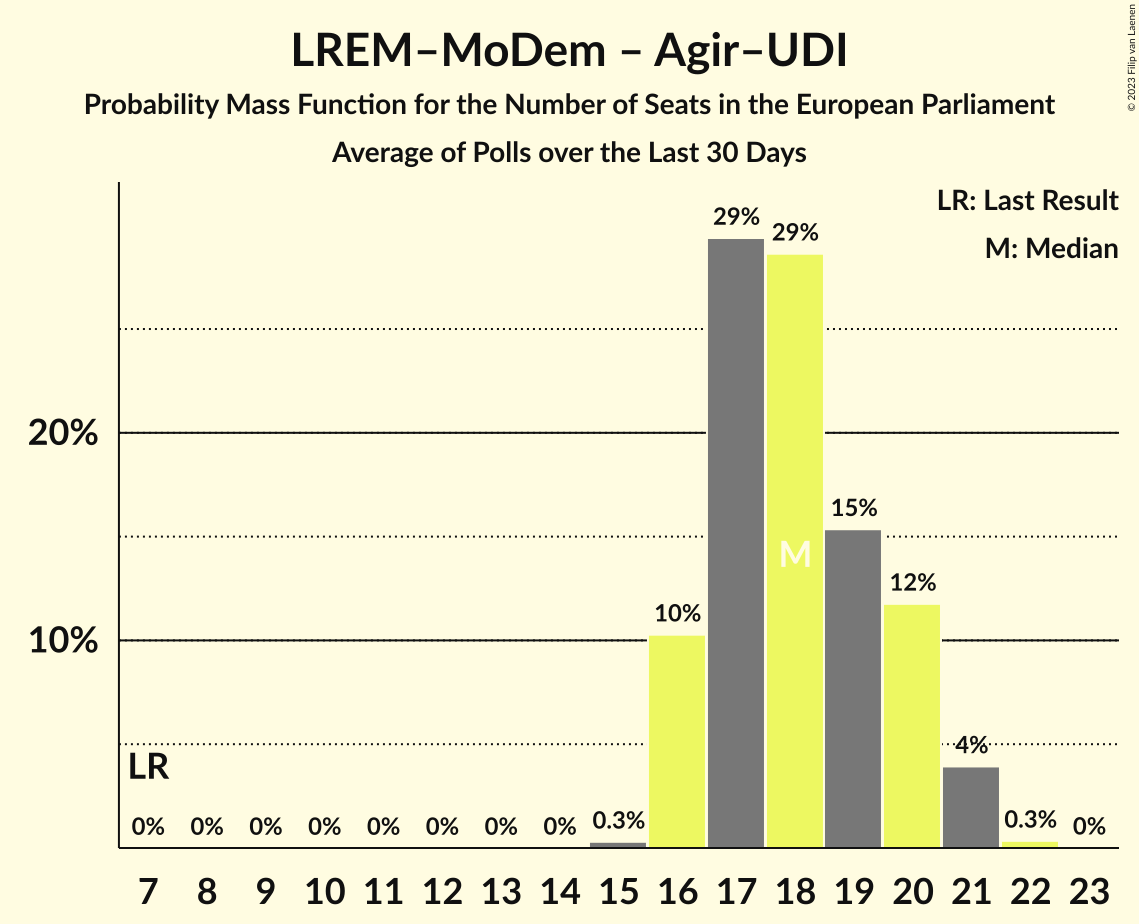 LREM–MoDem – Agir–UDI
Probability Mass Function for the Number of Seats in the European Parliament
Average of Polls over the Last 30 Days
© 2023 Filip van Laenen
LR: Last Result
M: Median
29%
29%
20%
15%
M
12%
10%
10%
4%
LR
0% 0% 0% 0% 0% 0% 0% 0% 0.3% 0.3% 0%
7 8 9 10 11 12 13 14 15 16 17 18 19 20 21 22 23